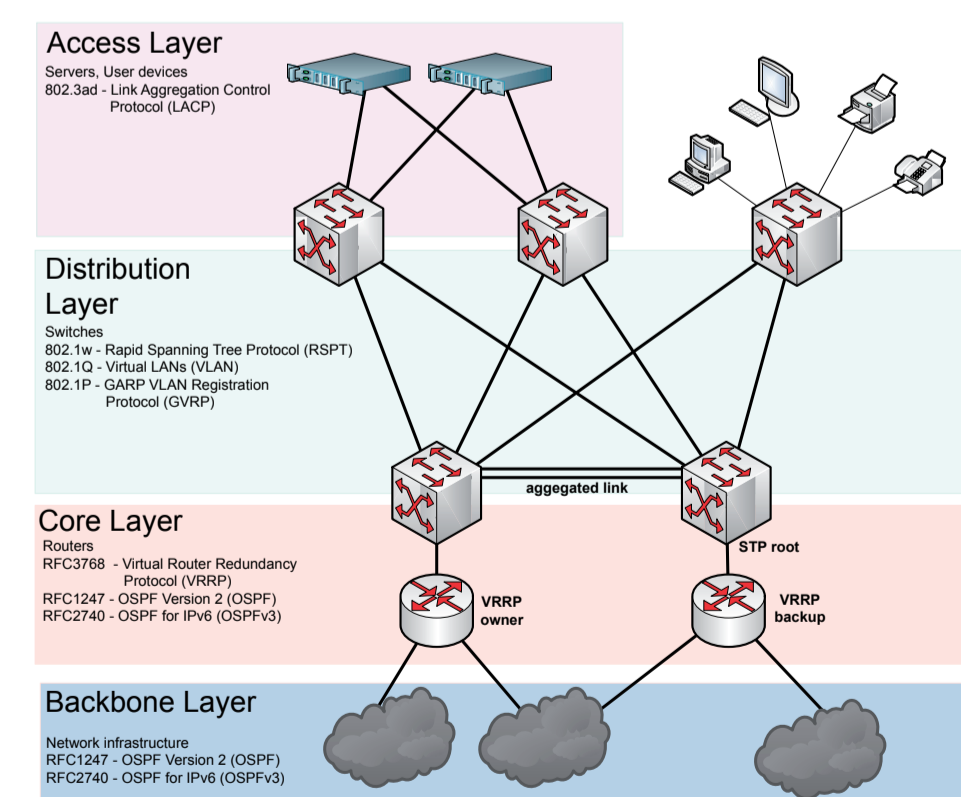 Access Layer
Servers, User devices
802.3ad - Link Aggregation Control
Protocol (LACP)
Distribution
Layer
Switches
802.1w - Rapid Spanning Tree Protocol (RSPT)
802.1Q - Virtual LANs (VLAN)
802.1P - GARP VLAN Registration
Protocol (GVRP)
aggegated link
Core Layer
Routers
RFC3768 - Virtual Router Redundancy
Protocol (VRRP)
RFC1247 - OSPF Version 2 (OSPF)
RFC2740 - OSPF for IPv6 (OSPFv3)
STP root
VRRP
owner
VRRP
backup
Backbone Layer
Network infrastructure
RFC1247 - OSPF Version 2 (OSPF)
RFC2740 - OSPF for IPv6 (OSPFv3)